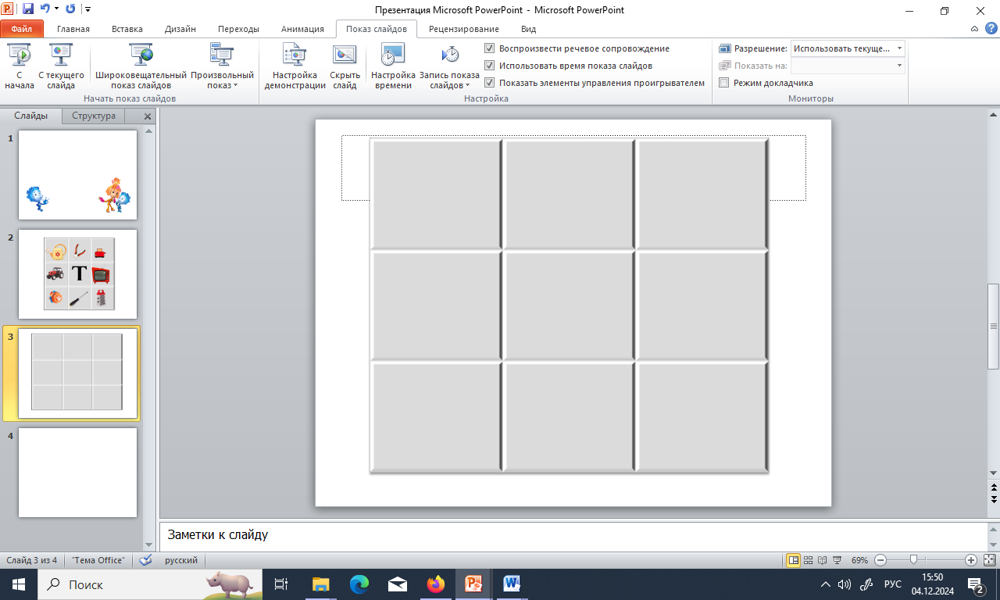 Презентация Microsoft PowerPoint - Microsoft PowerPoint
Файл Главная Вставка Дизайн Переходы Анимация Показ слайдов Рецензирование Вид
С начала
С текущего слайда
Широковещательный показ слайдов
Произвольный показ
Начать показ слайдов
Настройка демонстрации
Скрыть слайд
Настройка времени
Запись показа слайдов
Воспроизвести речевое сопровождение
Использовать время показа слайдов
Показать элементы управления проигрывателем
Настройка
Разрешение: Использовать текуще...
Показать на:
Режим докладчика
Мониторы
Слайды Структура
1
2
T
3
4
Заметки к слайду
Слайд 3 из 4 "Тема Office" русский 69%
Поиск
РУС
15:50
04.12.2024
2